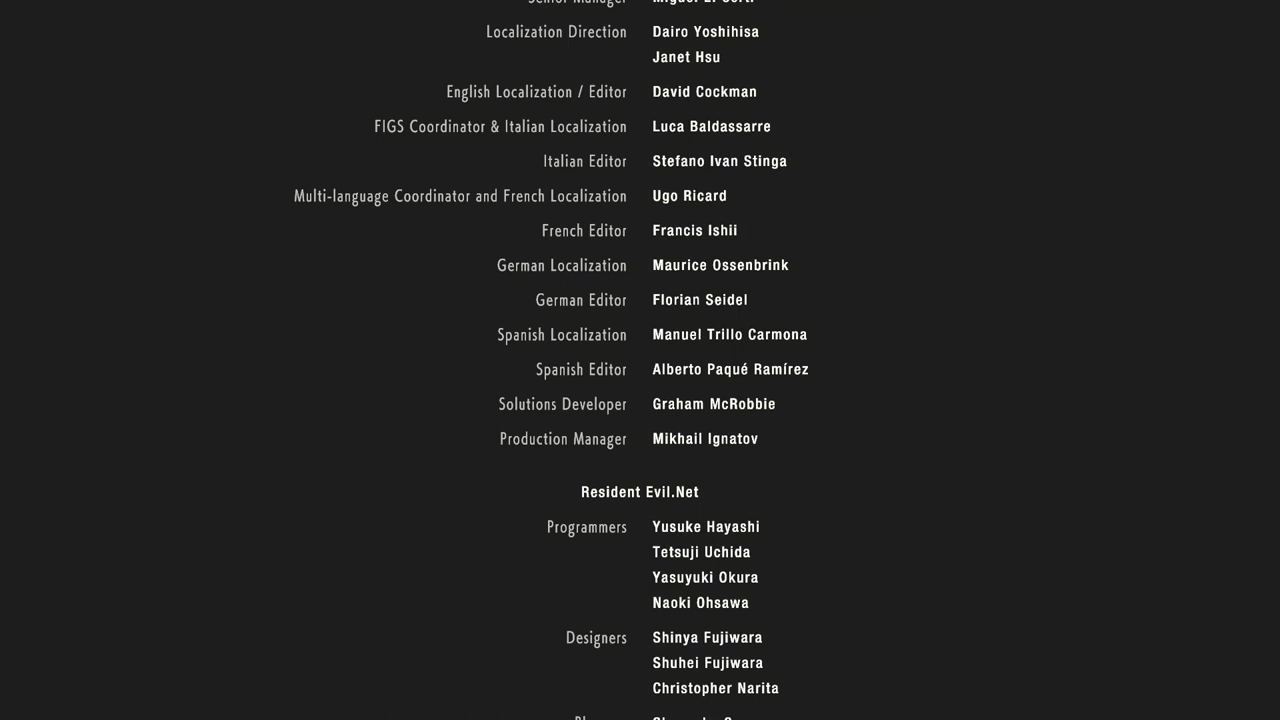 Senior Manager Miguel E. Corti
Localization Direction Dairo Yoshihisa
Janet Hsu
English Localization / Editor David Cockman
FIGS Coordinator & Italian Localization Luca Baldassarre
Italian Editor Stefano Ivan Stinga
Multi-language Coordinator and French Localization Ugo Ricard
French Editor Francis Ishii
German Localization Maurice Ossenbrink
German Editor Florian Seidel
Spanish Localization Manuel Trillo Carmona
Spanish Editor Alberto Paqué Ramírez
Solutions Developer Graham McRobbie
Production Manager Mikhail Ignatov
Resident Evil.Net
Programmers Yusuke Hayashi
Tetsuji Uchida
Yasuyuki Okura
Naoki Ohsawa
Designers Shinya Fujiwara
Shuhei Fujiwara
Christopher Narita